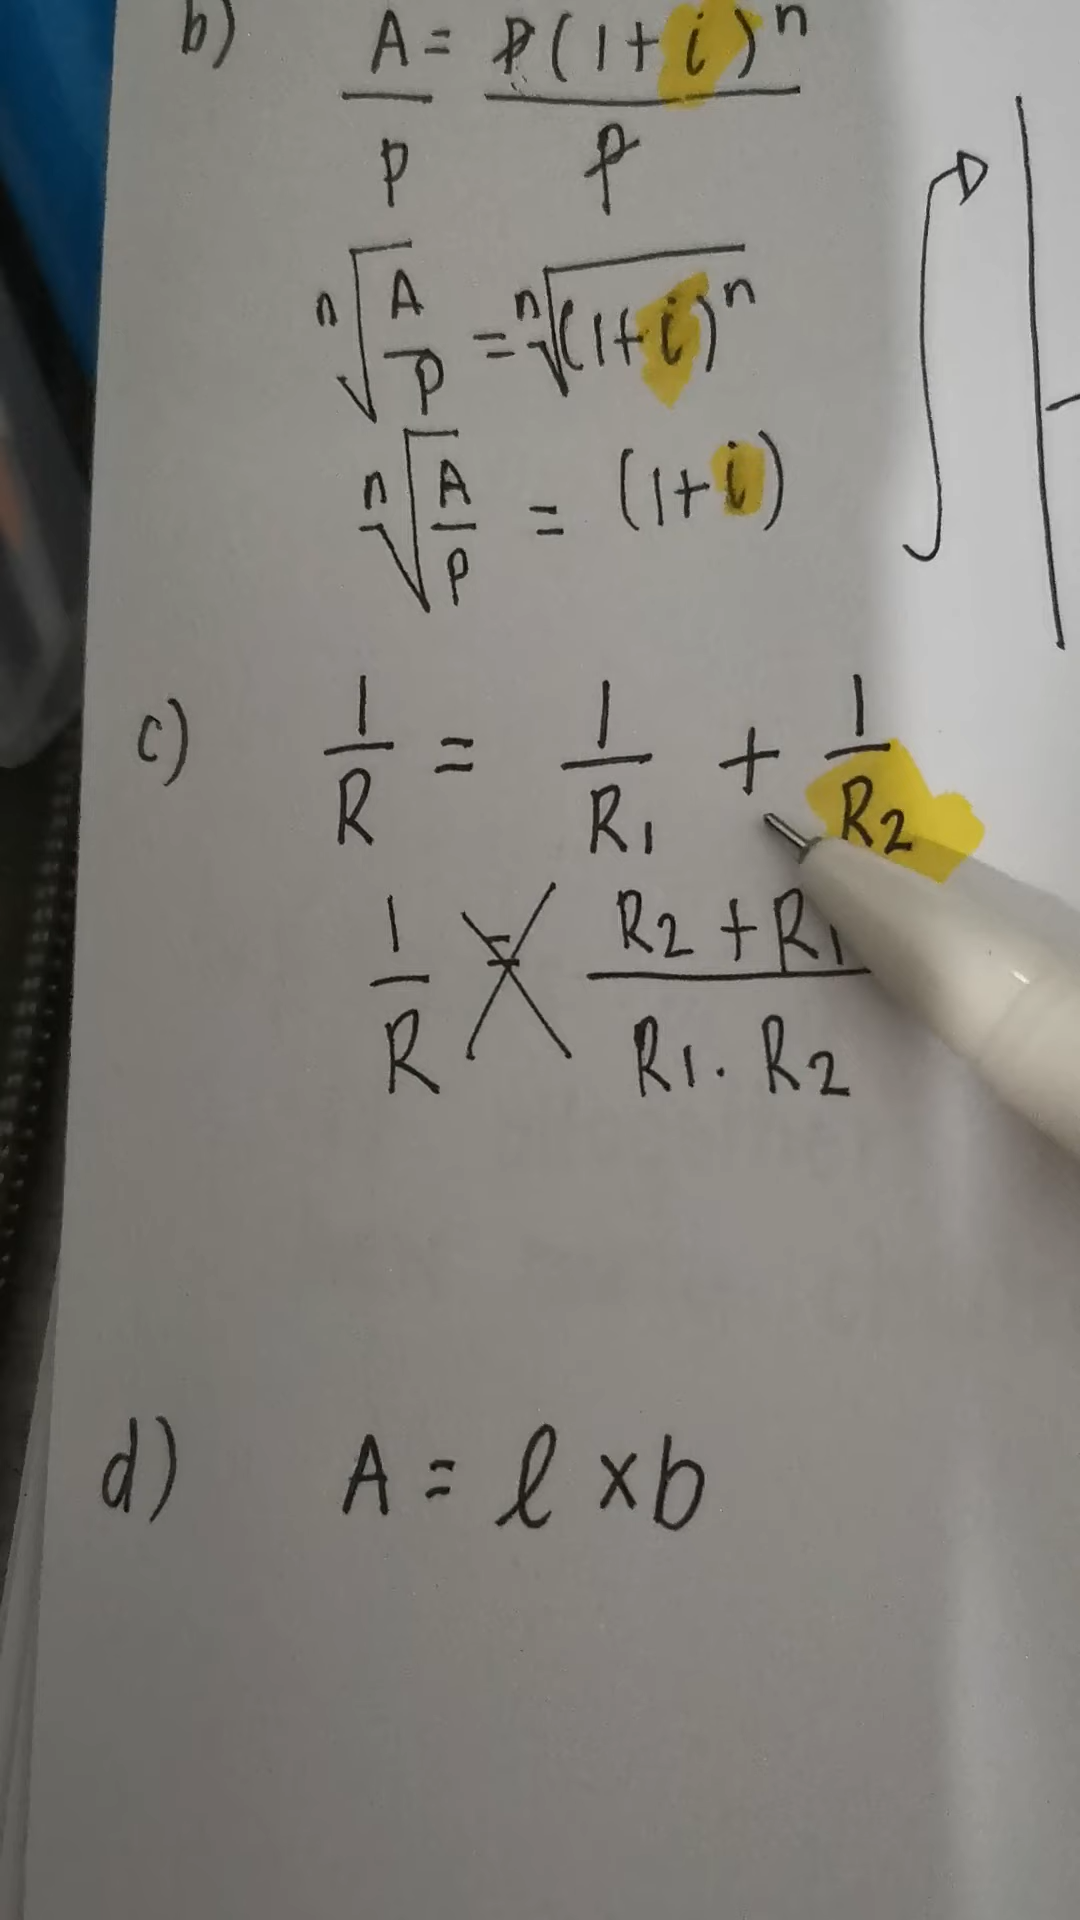 b) A = P(1+i)ⁿ
P P
ⁿ√(A/P) = ⁿ√(1+i)ⁿ
ⁿ√(A/P) = (1+i)
c) 1/R = 1/R₁ + 1/R₂
1/R = (R₂ + R₁)/(R₁ . R₂)
d) A = l × b